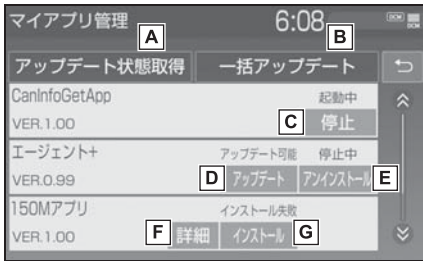 マイアプリ管理 6:08 DCM
A B
アップデート状態取得 一括アップデート
CanInfoGetApp 起動中
VER.1.00 C 停止
エージェント+ アップデート可能 停止中
VER.0.99 D アップデート アンインストール E
150Mアプリ インストール失敗
VER.1.00 F 詳細 インストール G